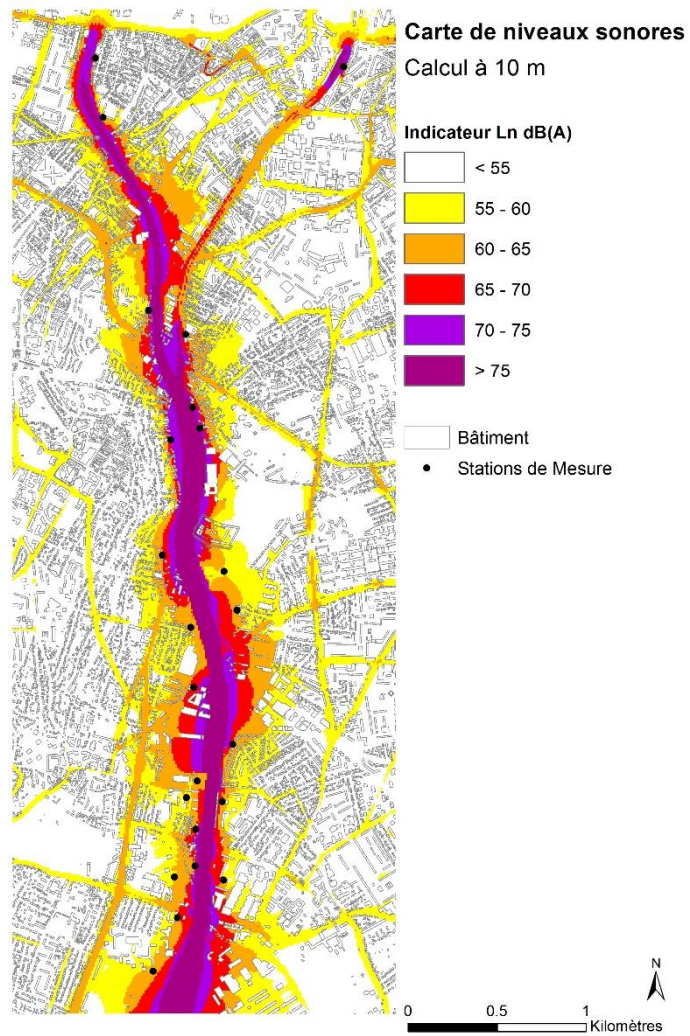 Carte de niveaux sonores
Calcul à 10 m
Indicateur Ln dB(A)
< 55
55 - 60
60 - 65
65 - 70
70 - 75
> 75
Bâtiment
Stations de Mesure
N
0 0.5 1
Kilomètres